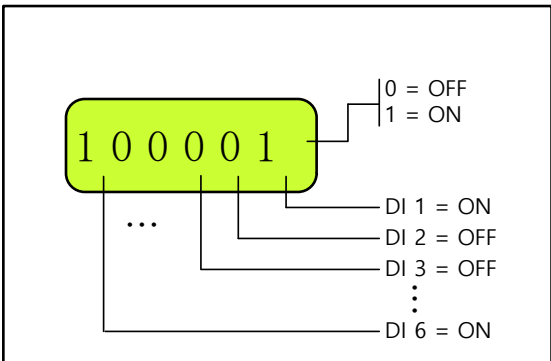 0 = OFF
1 = ON
1 0 0 0 0 1
...
DI 1 = ON
DI 2 = OFF
DI 3 = OFF
⋮
DI 6 = ON